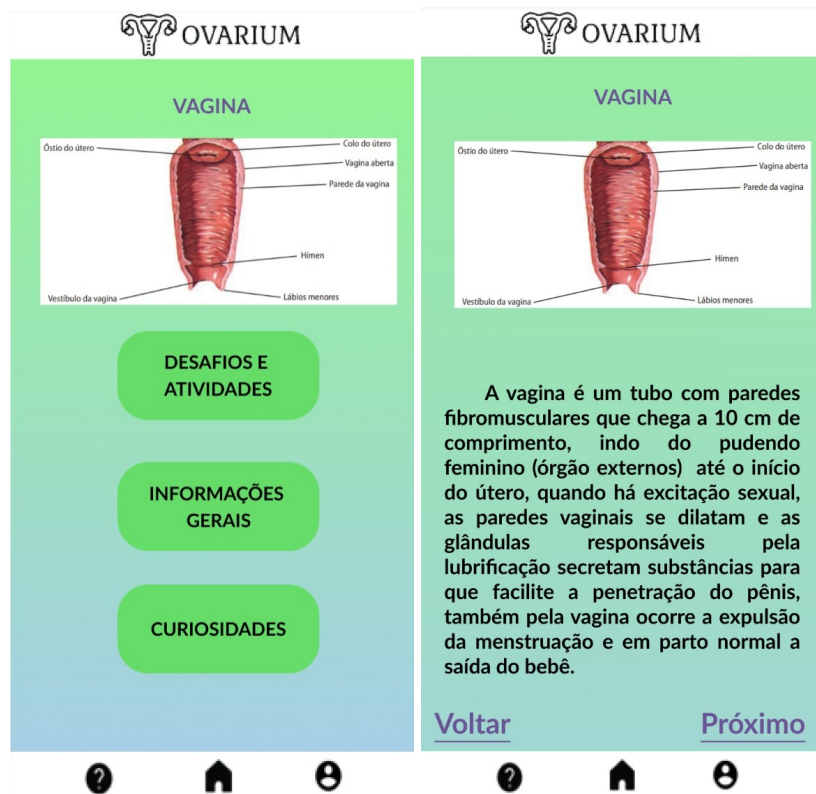 OVARIUM
VAGINA
Óstio do útero
Colo do útero
Vagina aberta
Parede da vagina
Hímen
Vestíbulo da vagina
Lábios menores
DESAFIOS E
ATIVIDADES
INFORMAÇÕES
GERAIS
CURIOSIDADES
?
OVARIUM
VAGINA
Óstio do útero
Colo do útero
Vagina aberta
Parede da vagina
Hímen
Vestíbulo da vagina
Lábios menores
A vagina é um tubo com paredes
fibromusculares que chega a 10 cm de
comprimento, indo do pudendo
feminino (órgão externos) até o início
do útero, quando há excitação sexual,
as paredes vaginais se dilatam e as
glândulas responsáveis pela
lubrificação secretam substâncias para
que facilite a penetração do pênis,
também pela vagina ocorre a expulsão
da menstruação e em parto normal a
saída do bebê.
Voltar Próximo
?